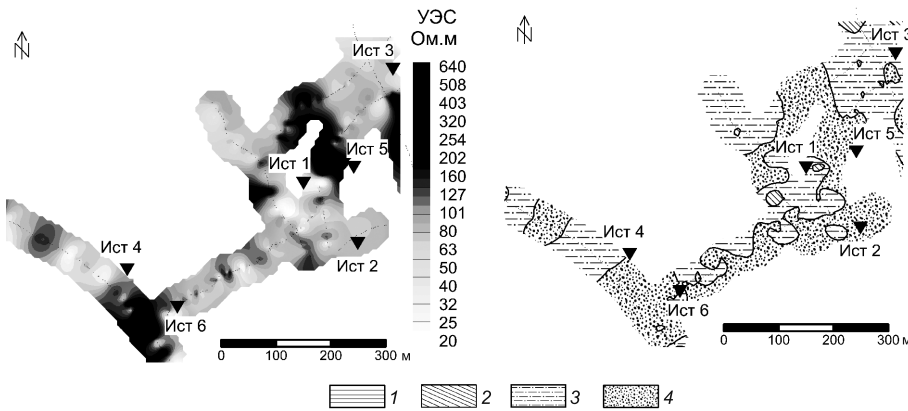 N
УЭС
Ом.м
Ист 3
640
508
403
320
254
202
160
127
101
80
63
50
40
32
25
20
Ист 5
Ист 1
Ист 4
Ист 2
Ист 6
0 100 200 300 м
N
Ист 3
Ист 5
Ист 1
Ист 4
Ист 2
Ист 6
0 100 200 300 м
1 2 3 4